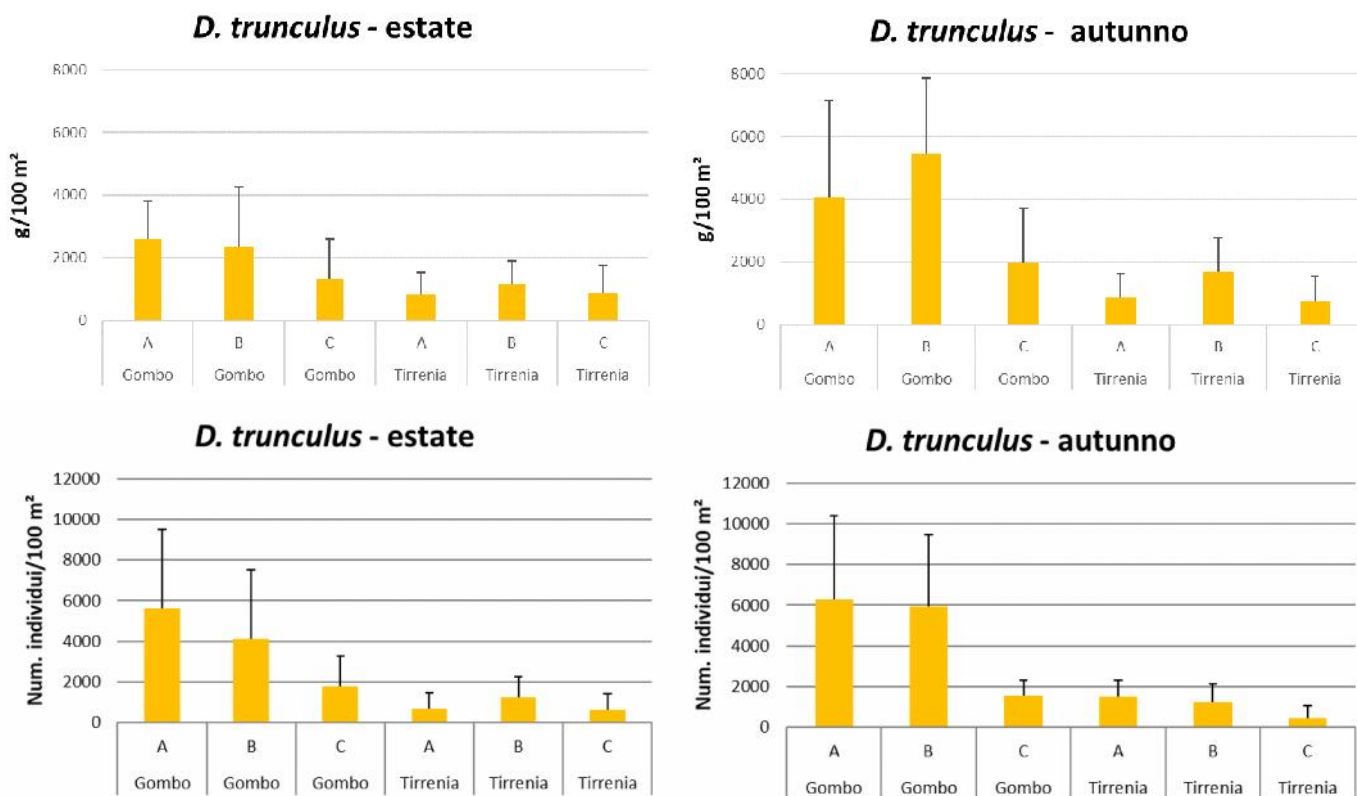 D. trunculus - estate
g/100 m²
8000
6000
4000
2000
0
A B C A B C
Gombo Gombo Gombo Tirrenia Tirrenia Tirrenia
D. trunculus - autunno
g/100 m²
8000
6000
4000
2000
0
A B C A B C
Gombo Gombo Gombo Tirrenia Tirrenia Tirrenia
D. trunculus - estate
Num. individui/100 m²
12000
10000
8000
6000
4000
2000
0
A B C A B C
Gombo Gombo Gombo Tirrenia Tirrenia Tirrenia
D. trunculus - autunno
Num. individui/100 m²
12000
10000
8000
6000
4000
2000
0
A B C A B C
Gombo Gombo Gombo Tirrenia Tirrenia Tirrenia